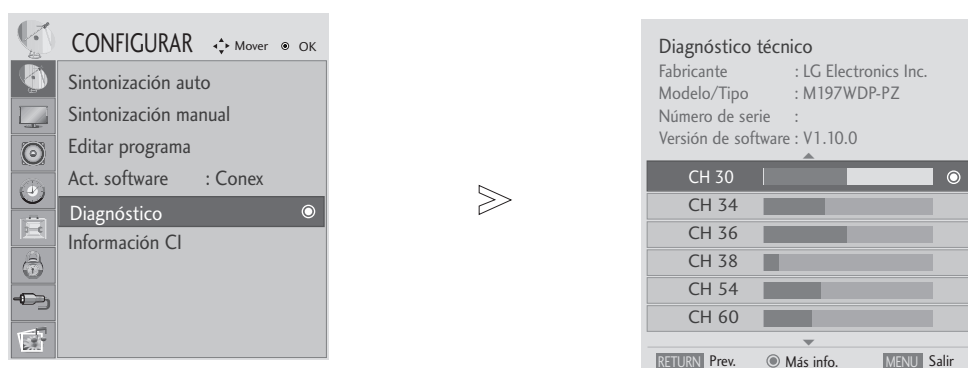 CONFIGURAR Mover OK
Sintonización auto
Sintonización manual
Editar programa
Act. software : Conex
Diagnóstico
Información CI
Diagnóstico técnico
Fabricante : LG Electronics Inc.
Modelo/Tipo : M197WDP-PZ
Número de serie :
Versión de software : V1.10.0
CH 30
CH 34
CH 36
CH 38
CH 54
CH 60
RETURN Prev. Más info. MENU Salir